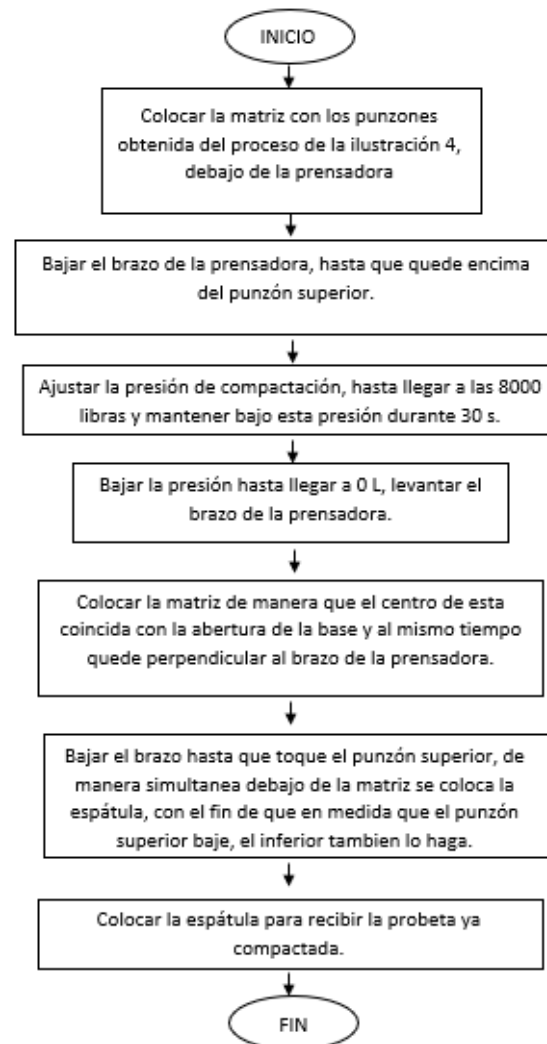 INICIO
Colocar la matriz con los punzones
obtenida del proceso de la ilustración 4,
debajo de la prensadora
Bajar el brazo de la prensadora, hasta que quede encima
del punzón superior.
Ajustar la presión de compactación, hasta llegar a las 8000
libras y mantener bajo esta presión durante 30 s.
Bajar la presión hasta llegar a 0 L, levantar el
brazo de la prensadora.
Colocar la matriz de manera que el centro de esta
coincida con la abertura de la base y al mismo tiempo
quede perpendicular al brazo de la prensadora.
Bajar el brazo hasta que toque el punzón superior, de
manera simultanea debajo de la matriz se coloca la
espátula, con el fin de que en medida que el punzón
superior baje, el inferior tambien lo haga.
Colocar la espátula para recibir la probeta ya
compactada.
FIN